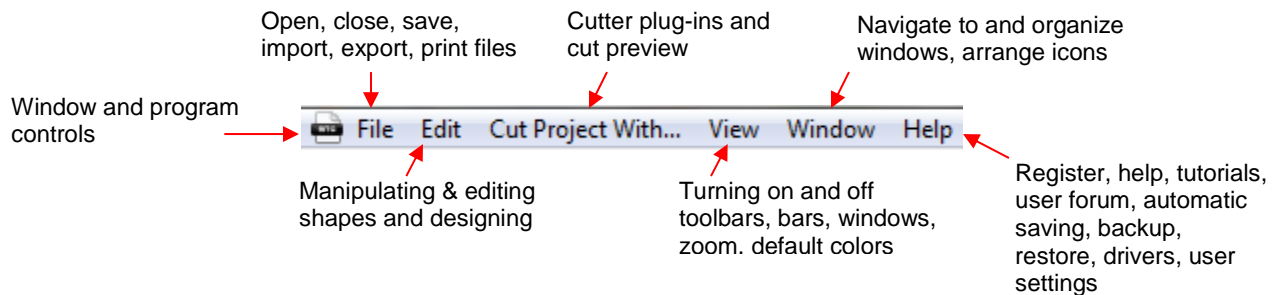 Open, close, save,
import, export, print files
Cutter plug-ins and
cut preview
Navigate to and organize
windows, arrange icons
Window and program
controls
File Edit Cut Project With... View Window Help
Manipulating & editing
shapes and designing
Turning on and off
toolbars, bars, windows,
zoom. default colors
Register, help, tutorials,
user forum, automatic
saving, backup,
restore, drivers, user
settings